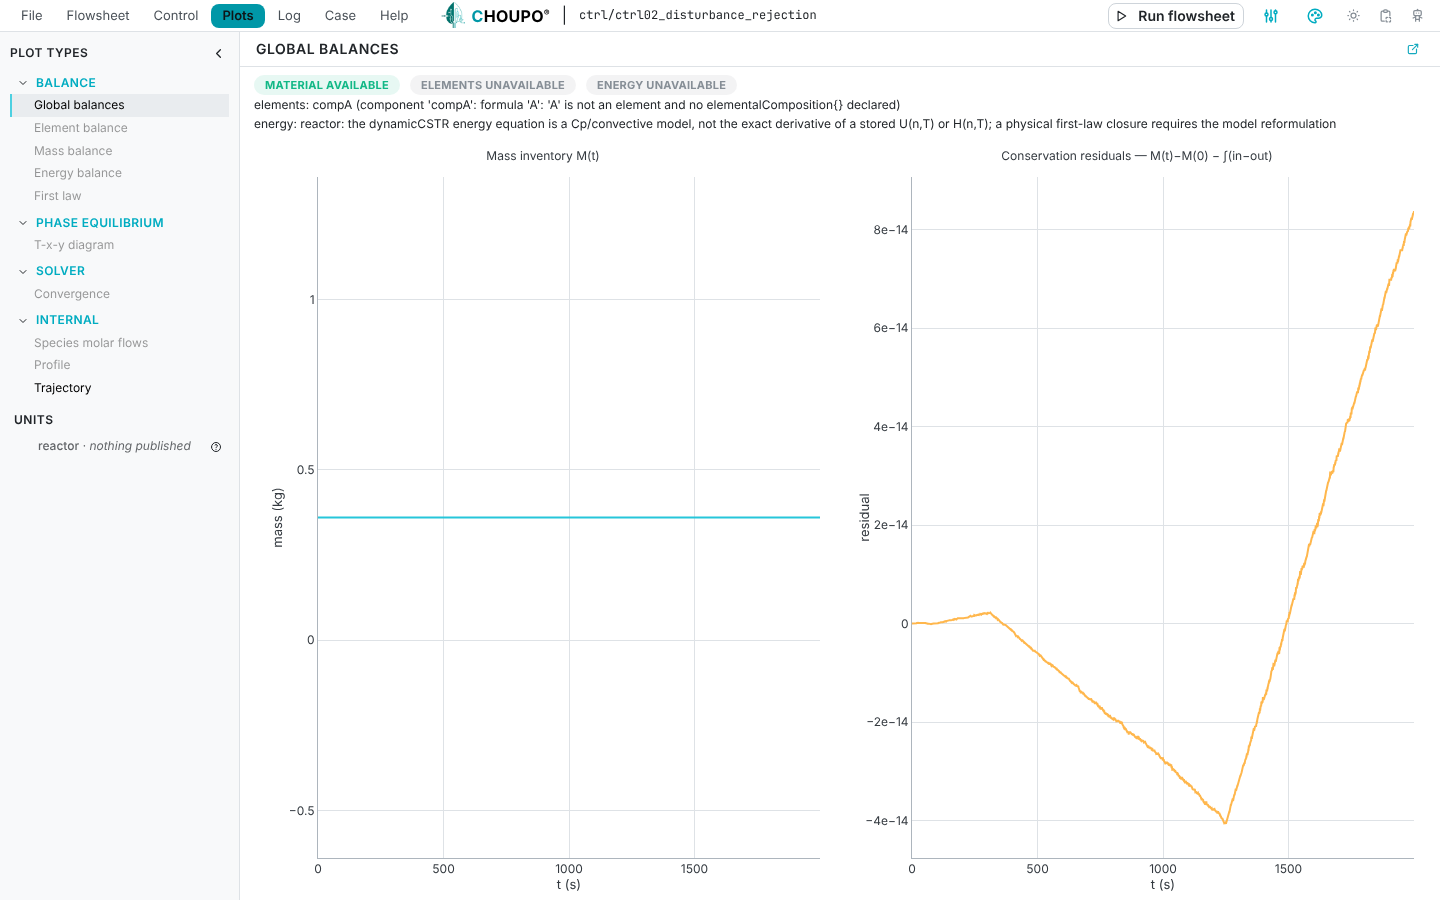 File Flowsheet Control Plots Log Case Help CHOUPO® ctrl/ctrl02_disturbance_rejection Run flowsheet
PLOT TYPES
BALANCE
Global balances
Element balance
Mass balance
Energy balance
First law
PHASE EQUILIBRIUM
T-x-y diagram
SOLVER
Convergence
INTERNAL
Species molar flows
Profile
Trajectory
UNITS
reactor · nothing published
GLOBAL BALANCES
MATERIAL AVAILABLE ELEMENTS UNAVAILABLE ENERGY UNAVAILABLE
elements: compA (component 'compA': formula 'A': 'A' is not an element and no elementalComposition{} declared)
energy: reactor: the dynamicCSTR energy equation is a Cp/convective model, not the exact derivative of a stored U(n,T) or H(n,T); a physical first-law closure requires the model reformulation
Mass inventory M(t)
1
0.5
0
−0.5
mass (kg)
0 500 1000 1500
t (s)
Conservation residuals — M(t)−M(0) − ∫(in−out)
8e−14
6e−14
4e−14
2e−14
0
−2e−14
−4e−14
residual
0 500 1000 1500
t (s)